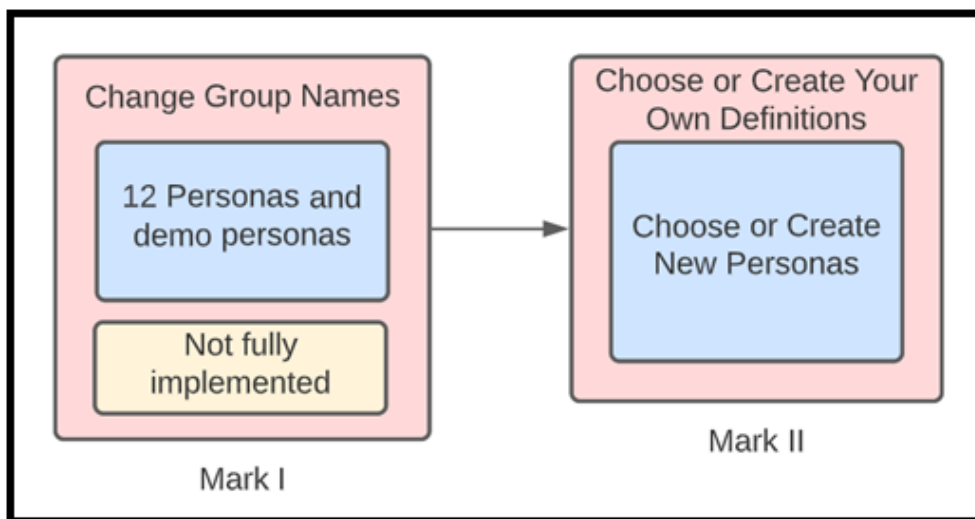 Change Group Names
12 Personas and
demo personas
Not fully
implemented
Mark I
Choose or Create Your
Own Definitions
Choose or Create
New Personas
Mark II